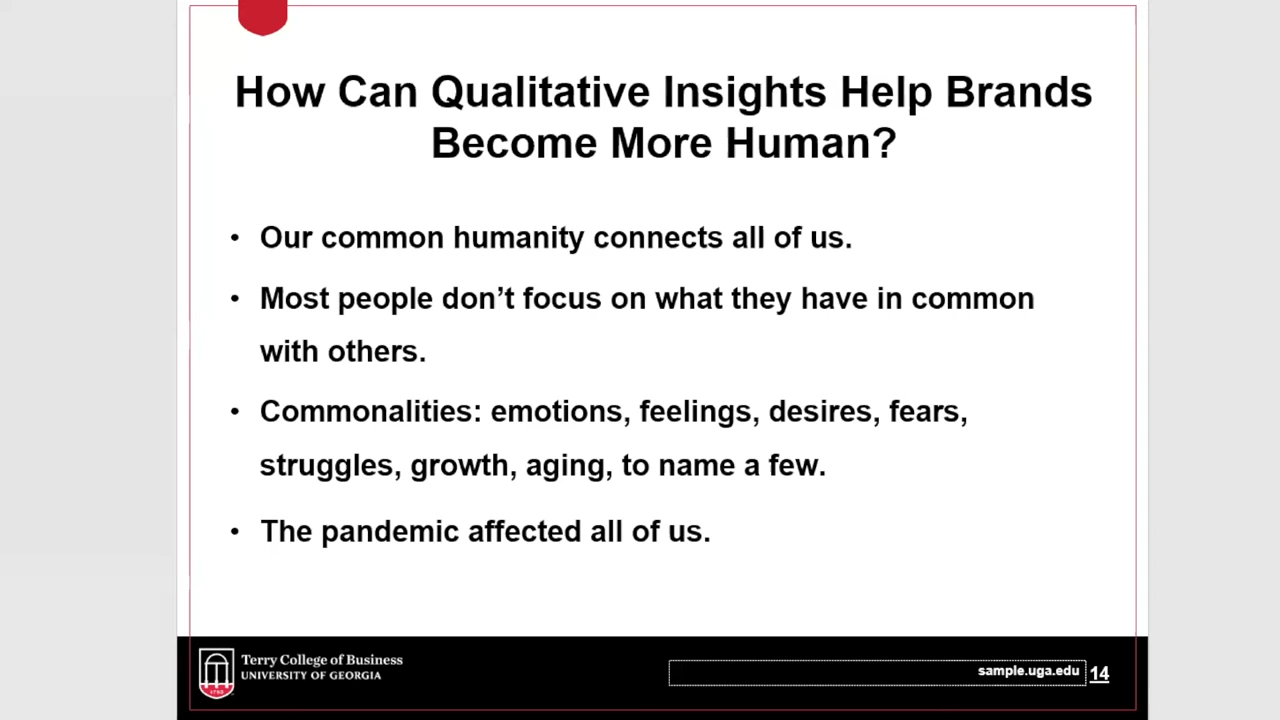 How Can Qualitative Insights Help Brands
Become More Human?
• Our common humanity connects all of us.
• Most people don’t focus on what they have in common
with others.
• Commonalities: emotions, feelings, desires, fears,
struggles, growth, aging, to name a few.
• The pandemic affected all of us.
Terry College of Business
UNIVERSITY OF GEORGIA
1785
sample.uga.edu
14